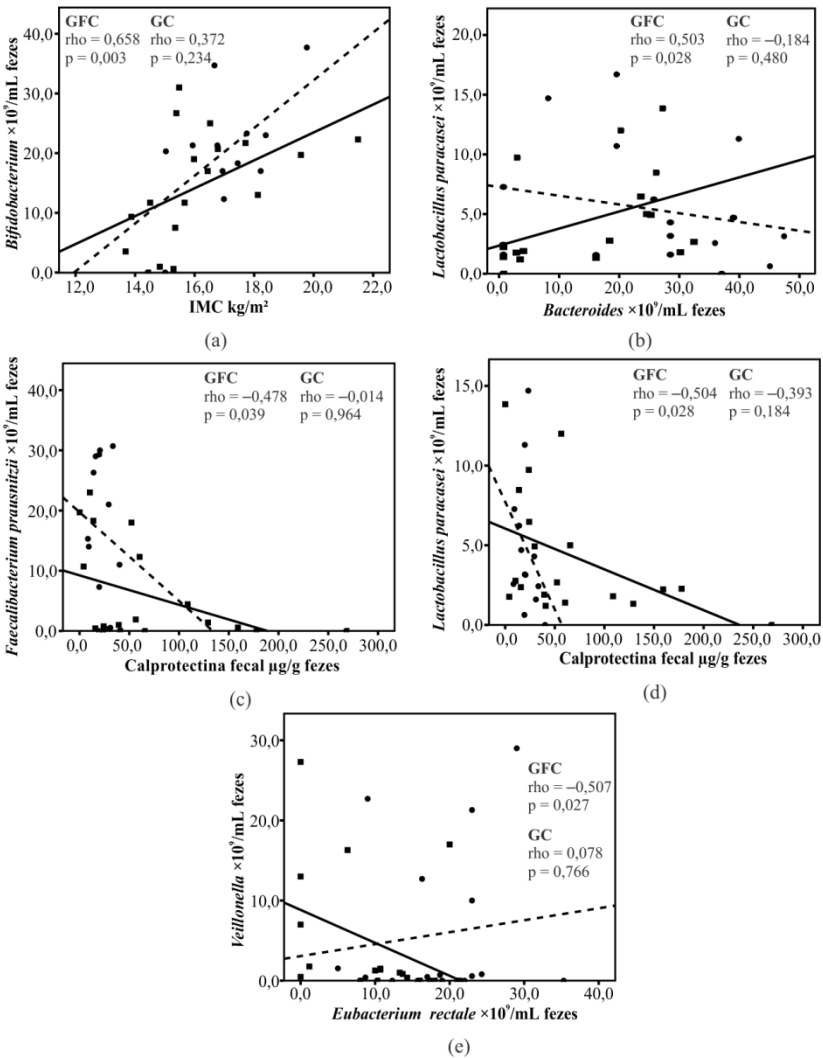 GFC GC
rho = 0,658 rho = 0,372
p = 0,003 p = 0,234
Bifidobacterium ×10⁹/mL fezes
40,0
30,0
20,0
10,0
0,0
12,0 14,0 16,0 18,0 20,0 22,0
IMC kg/m²
(a)
GFC GC
rho = 0,503 rho = −0,184
p = 0,028 p = 0,480
Lactobacillus paracasei ×10⁹/mL fezes
20,0
15,0
10,0
5,0
0,0
0,0 10,0 20,0 30,0 40,0 50,0
Bacteroides ×10⁹/mL fezes
(b)
GFC GC
rho = −0,478 rho = −0,014
p = 0,039 p = 0,964
Faecalibacterium prausnitzii ×10⁹/mL fezes
40,0
30,0
20,0
10,0
0,0
0,0 50,0 100,0 150,0 200,0 250,0 300,0
Calprotectina fecal µg/g fezes
(c)
GFC GC
rho = −0,504 rho = −0,393
p = 0,028 p = 0,184
Lactobacillus paracasei ×10⁹/mL fezes
15,0
10,0
5,0
0,0
0,0 50,0 100,0 150,0 200,0 250,0 300,0
Calprotectina fecal µg/g fezes
(d)
GFC
rho = −0,507
p = 0,027
GC
rho = 0,078
p = 0,766
Veillonella ×10⁹/mL fezes
30,0
20,0
10,0
0,0
0,0 10,0 20,0 30,0 40,0
Eubacterium rectale ×10⁹/mL fezes
(e)